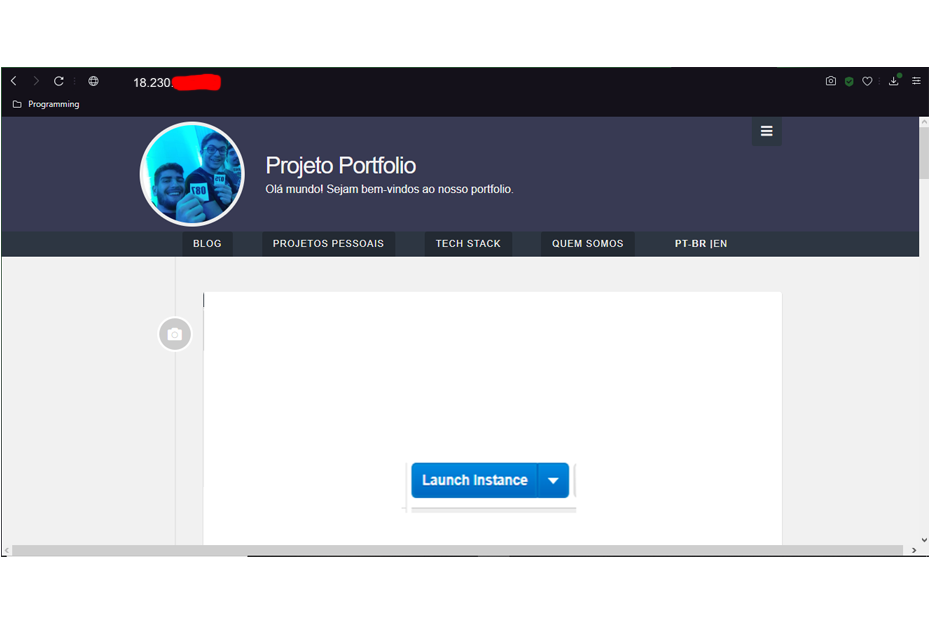 18.230.
Programming
Projeto Portfolio
Olá mundo! Sejam bem-vindos ao nosso portfolio.
BLOG
PROJETOS PESSOAIS
TECH STACK
QUEM SOMOS
PT-BR |EN
Launch Instance